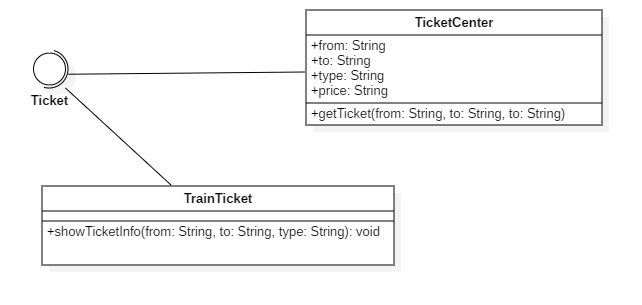 TicketCenter
+from: String
+to: String
+type: String
+price: String
+getTicket(from: String, to: String, to: String)
Ticket
TrainTicket
+showTicketInfo(from: String, to: String, type: String): void